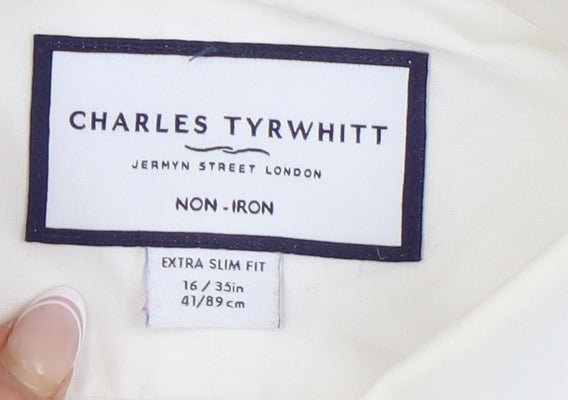 CHARLES TYRWHITT
JERMYN STREET LONDON
NON-IRON
EXTRA SLIM FIT
16 / 35in
41/89cm